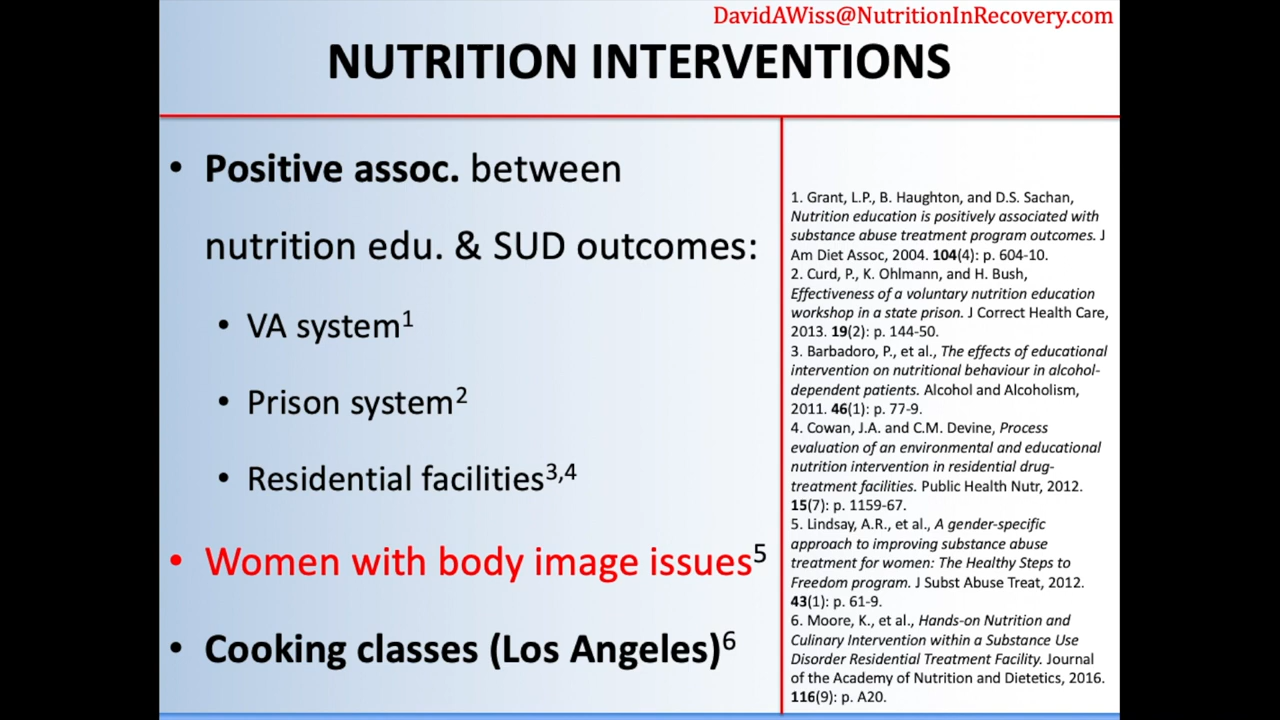 DavidAWiss@NutritionInRecovery.com
NUTRITION INTERVENTIONS
• Positive assoc. between
nutrition edu. & SUD outcomes:
• VA system1
• Prison system2
• Residential facilities3,4
• Women with body image issues5
• Cooking classes (Los Angeles)6
1. Grant, L.P., B. Haughton, and D.S. Sachan,
Nutrition education is positively associated with
substance abuse treatment program outcomes. J
Am Diet Assoc, 2004. 104(4): p. 604-10.
2. Curd, P., K. Ohlmann, and H. Bush,
Effectiveness of a voluntary nutrition education
workshop in a state prison. J Correct Health Care,
2013. 19(2): p. 144-50.
3. Barbadoro, P., et al., The effects of educational
intervention on nutritional behaviour in alcohol-
dependent patients. Alcohol and Alcoholism,
2011. 46(1): p. 77-9.
4. Cowan, J.A. and C.M. Devine, Process
evaluation of an environmental and educational
nutrition intervention in residential drug-
treatment facilities. Public Health Nutr, 2012.
15(7): p. 1159-67.
5. Lindsay, A.R., et al., A gender-specific
approach to improving substance abuse
treatment for women: The Healthy Steps to
Freedom program. J Subst Abuse Treat, 2012.
43(1): p. 61-9.
6. Moore, K., et al., Hands-on Nutrition and
Culinary Intervention within a Substance Use
Disorder Residential Treatment Facility. Journal
of the Academy of Nutrition and Dietetics, 2016.
116(9): p. A20.